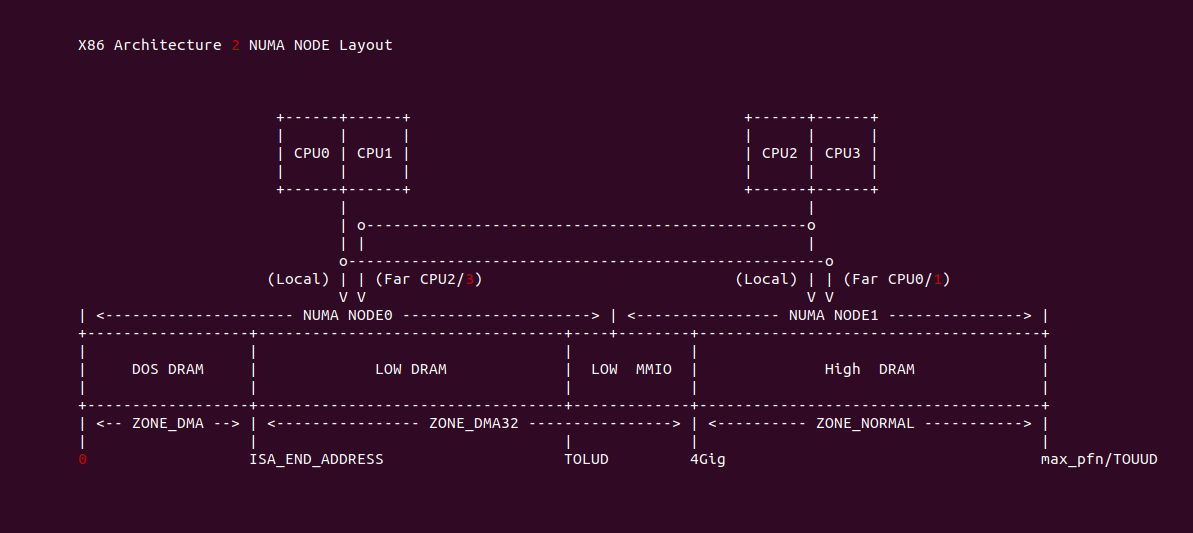 X86 Architecture 2 NUMA NODE Layout
+------+------+                                     +------+------+
|      |      |                                     |      |      |
| CPU0 | CPU1 |                                     | CPU2 | CPU3 |
|      |      |                                     |      |      |
+------+------+                                     +------+------+
|                                                   |
| o-------------------------------------------------o
| |                                                 |
o-----------------------------------------------------o
(Local) | | (Far CPU2/3)                            (Local) | | (Far CPU0/1)
V V                                                 V V
| <--------------------- NUMA NODE0 ---------------------> | <---------------- NUMA NODE1 ---------------> |
+------------------+----------------------------------+----+--------+--------------------------------------+
|                  |                                  |             |                                      |
|     DOS DRAM     |             LOW DRAM             |  LOW  MMIO  |              High  DRAM              |
|                  |                                  |             |                                      |
+------------------+----------------------------------+-------------+--------------------------------------+
| <-- ZONE_DMA --> | <---------------- ZONE_DMA32 ----------------> | <---------- ZONE_NORMAL -----------> |
|                  |                                  |             |                                      |
0                  ISA_END_ADDRESS                    TOLUD         4Gig                                   max_pfn/TOUUD